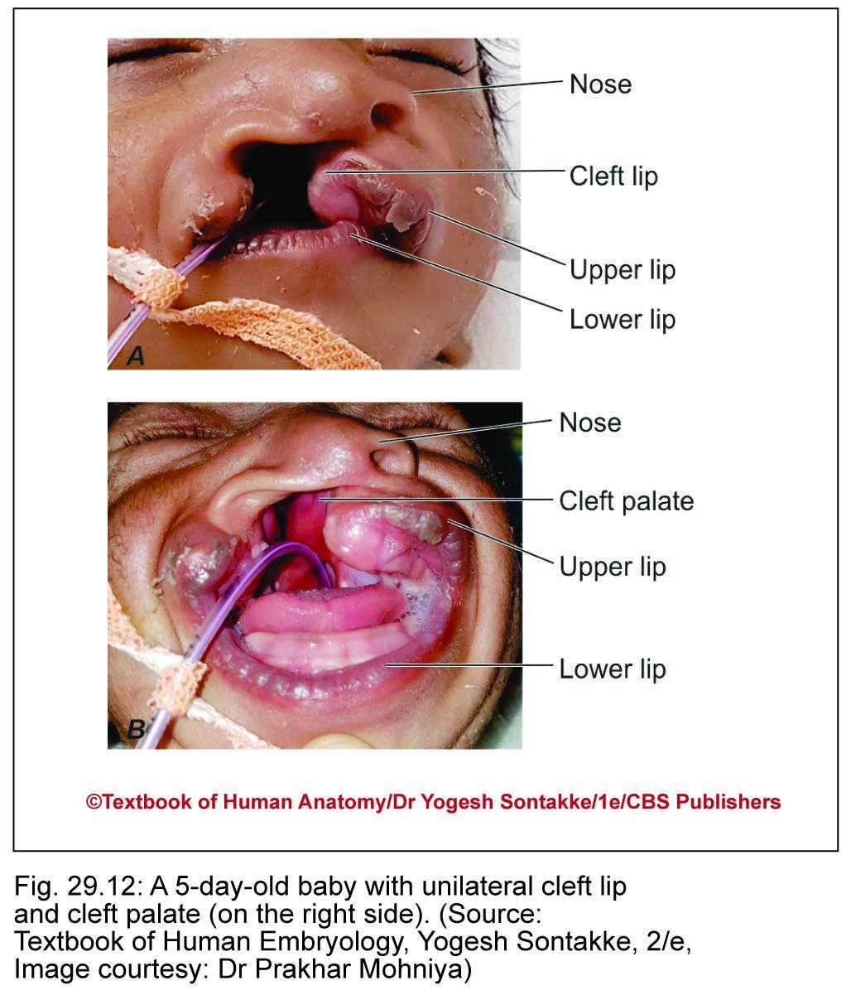 Nose
Cleft lip
Upper lip
Lower lip
A
Nose
Cleft palate
Upper lip
Lower lip
B
©Textbook of Human Anatomy/Dr Yogesh Sontakke/1e/CBS Publishers
Fig. 29.12: A 5-day-old baby with unilateral cleft lip
and cleft palate (on the right side). (Source:
Textbook of Human Embryology, Yogesh Sontakke, 2/e,
Image courtesy: Dr Prakhar Mohniya)